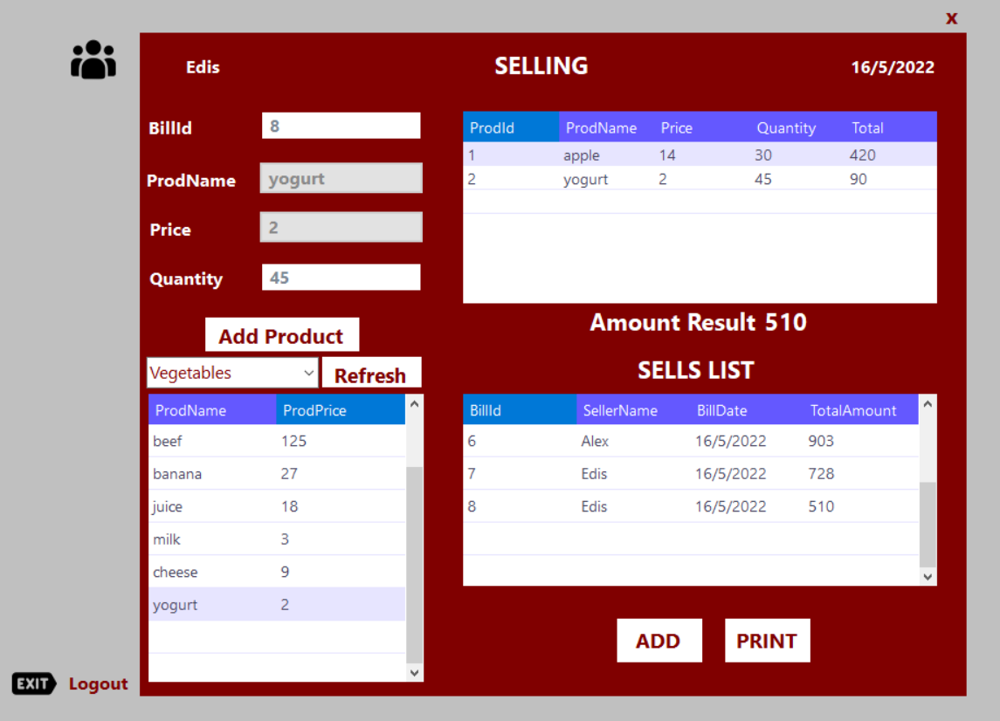 x
Edis SELLING 16/5/2022
BillId 8
ProdName yogurt
Price 2
Quantity 45
Add Product
Vegetables Refresh
ProdName ProdPrice
beef 125
banana 27
juice 18
milk 3
cheese 9
yogurt 2
ProdId ProdName Price Quantity Total
1 apple 14 30 420
2 yogurt 2 45 90
Amount Result 510
SELLS LIST
BillId SellerName BillDate TotalAmount
6 Alex 16/5/2022 903
7 Edis 16/5/2022 728
8 Edis 16/5/2022 510
ADD PRINT
EXIT Logout